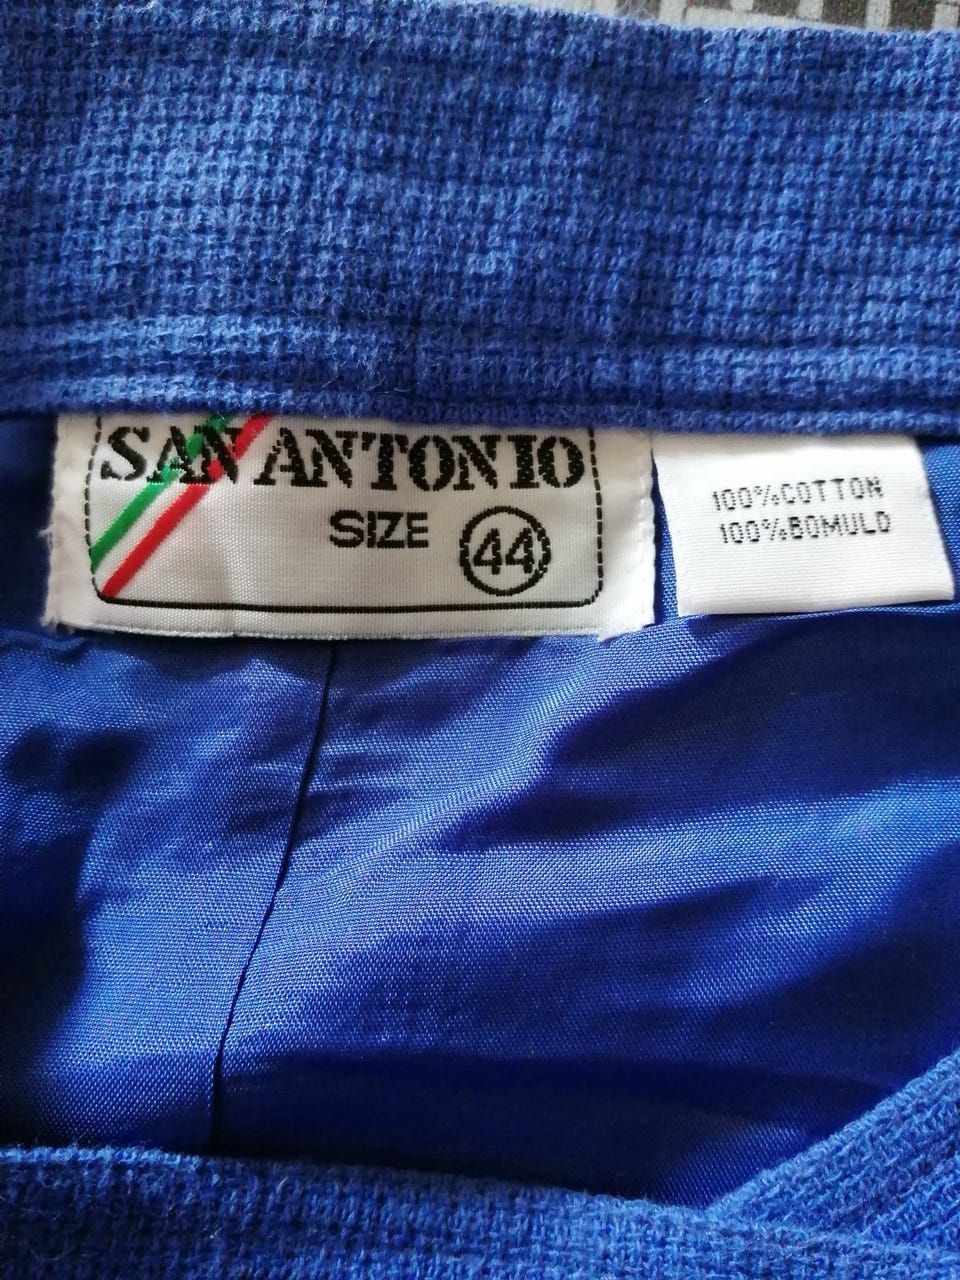 SAN ANTONIO
SIZE 44
100%COTTON
100%BOMULD